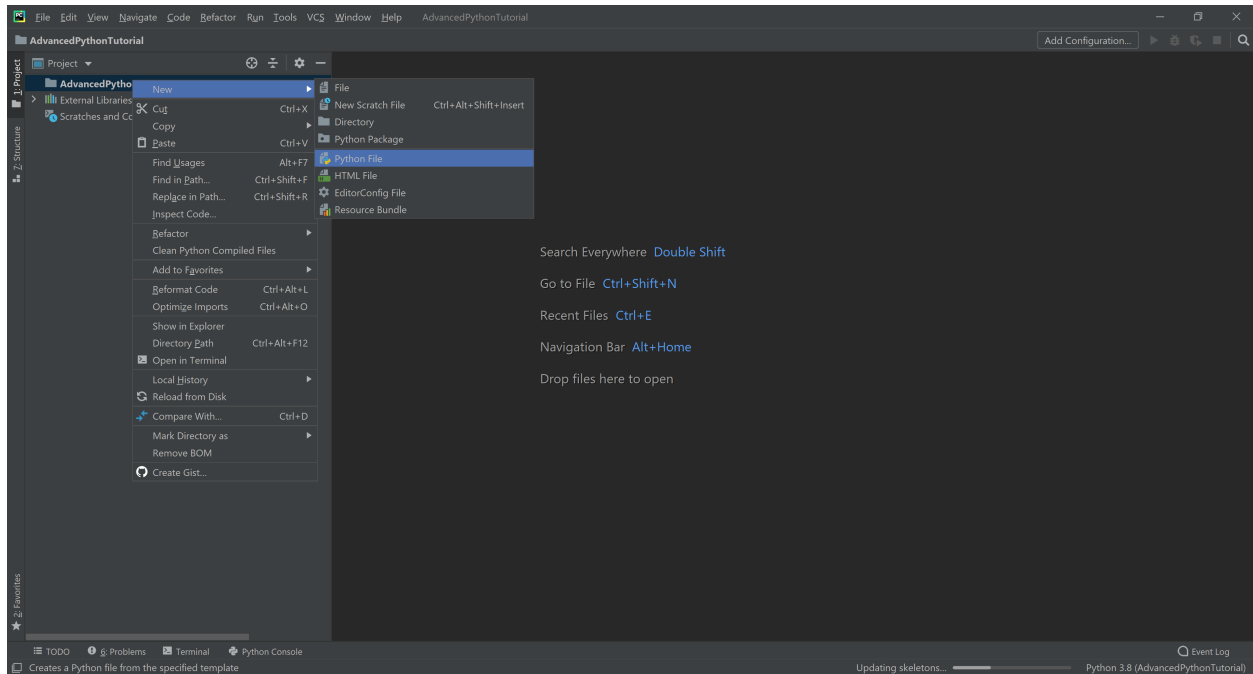 PC File Edit View Navigate Code Refactor Run Tools VCS Window Help AdvancedPythonTutorial
AdvancedPythonTutorial Add Configuration...
1: Project
Z: Structure
2: Favorites
Project
AdvancedPytho
External Libraries
Scratches and Co
New
Cut Ctrl+X
Copy
Paste Ctrl+V
Find Usages Alt+F7
Find in Path... Ctrl+Shift+F
Replace in Path... Ctrl+Shift+R
Inspect Code...
Refactor
Clean Python Compiled Files
Add to Favorites
Reformat Code Ctrl+Alt+L
Optimize Imports Ctrl+Alt+O
Show in Explorer
Directory Path Ctrl+Alt+F12
Open in Terminal
Local History
Reload from Disk
Compare With... Ctrl+D
Mark Directory as
Remove BOM
Create Gist...
File
New Scratch File Ctrl+Alt+Shift+Insert
Directory
Python Package
Python File
HTML File
EditorConfig File
Resource Bundle
Search Everywhere Double Shift
Go to File Ctrl+Shift+N
Recent Files Ctrl+E
Navigation Bar Alt+Home
Drop files here to open
TODO 6: Problems Terminal Python Console Event Log
Creates a Python file from the specified template Updating skeletons... Python 3.8 (AdvancedPythonTutorial)